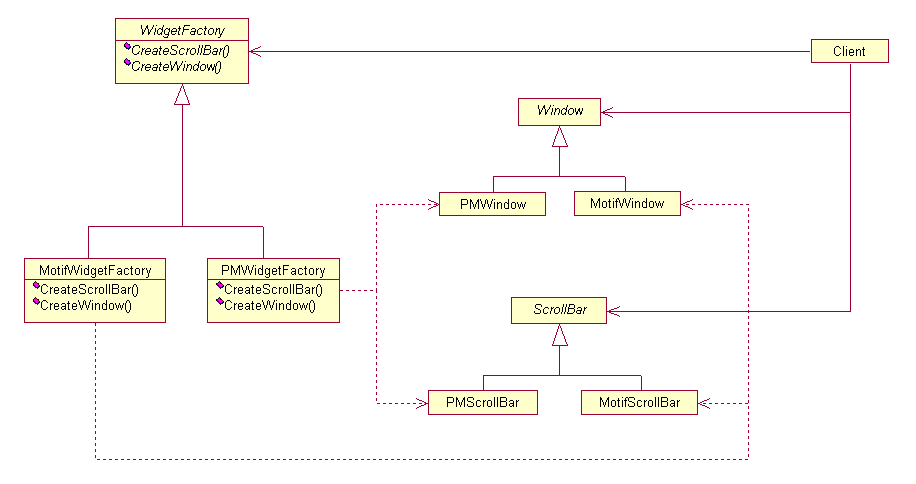 WidgetFactory
CreateScrollBar()
CreateWindow()
Client
Window
PMWindow
MotifWindow
MotifWidgetFactory
CreateScrollBar()
CreateWindow()
PMWidgetFactory
CreateScrollBar()
CreateWindow()
ScrollBar
PMScrollBar
MotifScrollBar